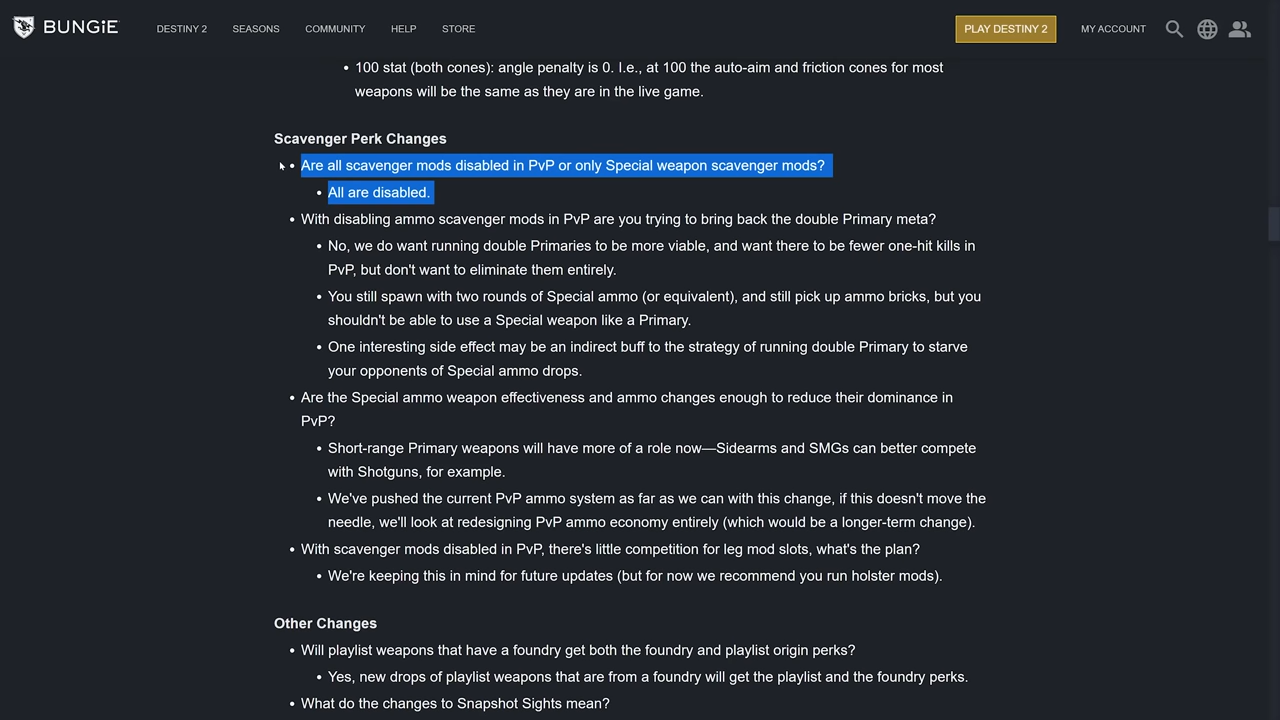 BUNGiE
DESTINY 2
SEASONS
COMMUNITY
HELP
STORE
PLAY DESTINY 2
MY ACCOUNT
• 100 stat (both cones): angle penalty is 0. I.e., at 100 the auto-aim and friction cones for most
weapons will be the same as they are in the live game.
Scavenger Perk Changes
• Are all scavenger mods disabled in PvP or only Special weapon scavenger mods?
• All are disabled.
• With disabling ammo scavenger mods in PvP are you trying to bring back the double Primary meta?
• No, we do want running double Primaries to be more viable, and want there to be fewer one-hit kills in
PvP, but don't want to eliminate them entirely.
• You still spawn with two rounds of Special ammo (or equivalent), and still pick up ammo bricks, but you
shouldn't be able to use a Special weapon like a Primary.
• One interesting side effect may be an indirect buff to the strategy of running double Primary to starve
your opponents of Special ammo drops.
• Are the Special ammo weapon effectiveness and ammo changes enough to reduce their dominance in
PvP?
• Short-range Primary weapons will have more of a role now—Sidearms and SMGs can better compete
with Shotguns, for example.
• We've pushed the current PvP ammo system as far as we can with this change, if this doesn't move the
needle, we'll look at redesigning PvP ammo economy entirely (which would be a longer-term change).
• With scavenger mods disabled in PvP, there's little competition for leg mod slots, what's the plan?
• We're keeping this in mind for future updates (but for now we recommend you run holster mods).
Other Changes
• Will playlist weapons that have a foundry get both the foundry and playlist origin perks?
• Yes, new drops of playlist weapons that are from a foundry will get the playlist and the foundry perks.
• What do the changes to Snapshot Sights mean?